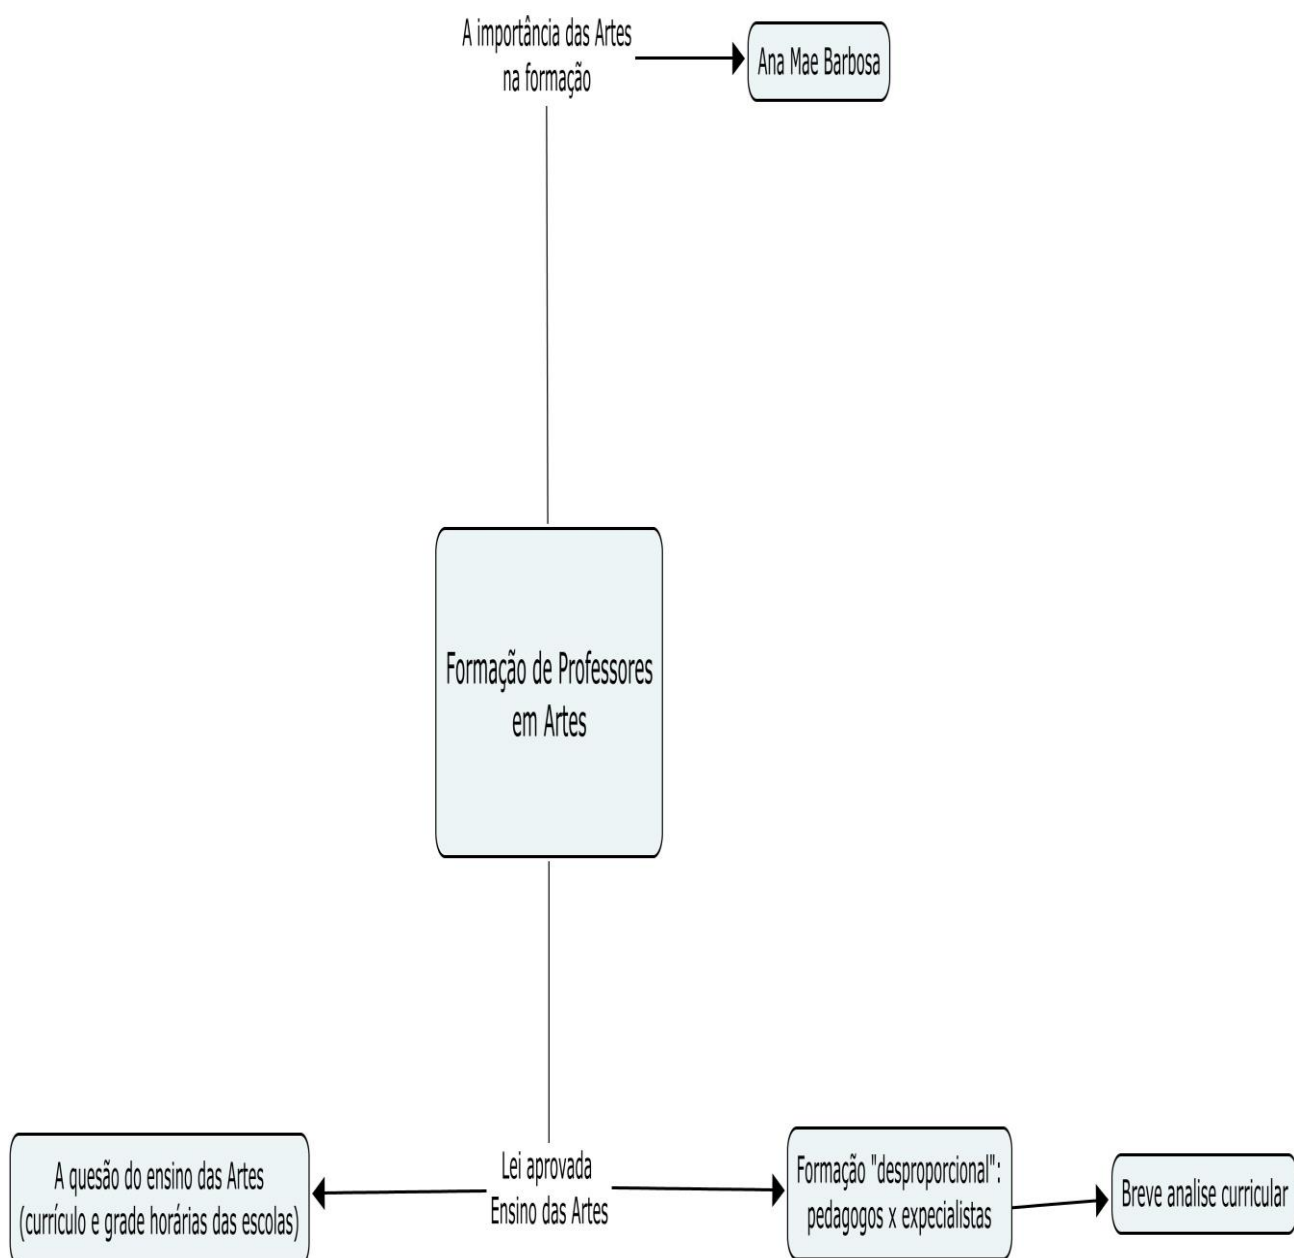 A importância das Artes
na formação
Ana Mae Barbosa
Formação de Professores
em Artes
A quesão do ensino das Artes
(currículo e grade horárias das escolas)
Lei aprovada
Ensino das Artes
Formação "desproporcional":
pedagogos x expecialistas
Breve analise curricular